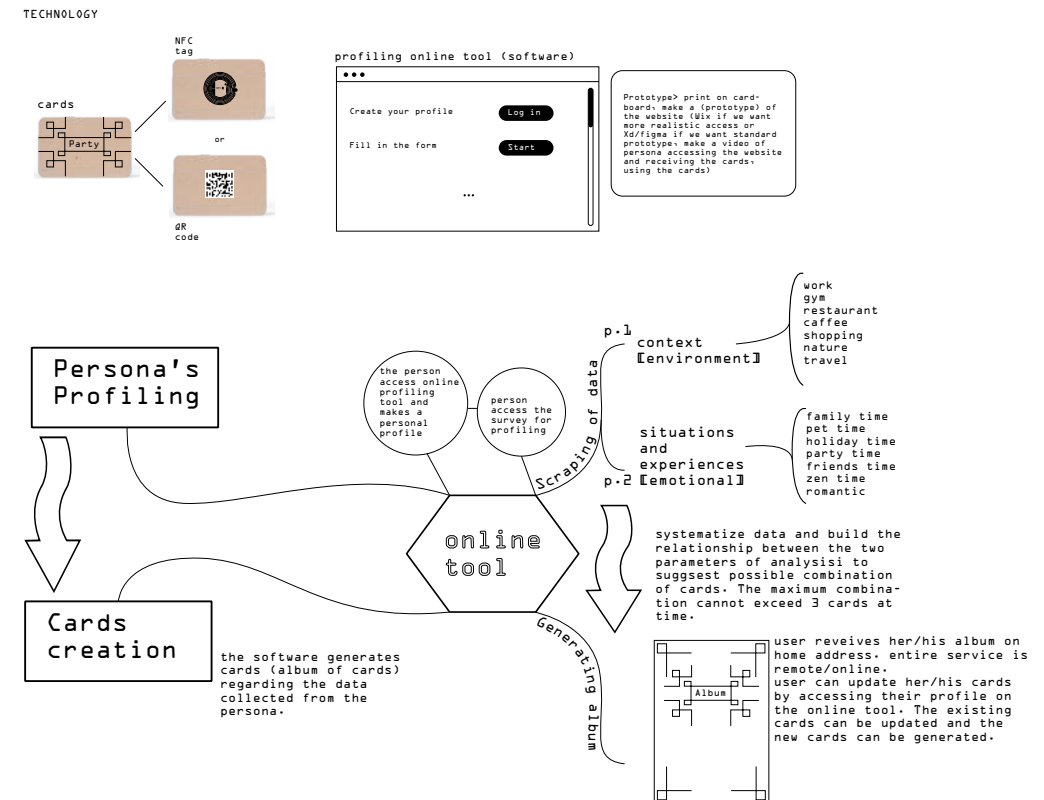 TECHNOLOGY
NFC
tag
cards
Party
or
QR
code
profiling online tool (software)
Create your profile
Log in
Fill in the form
Start
...
Prototype> print on card-
board, make a (prototype) of
the website (Wix if we want
more realistic access or
Xd/figma if we want standard
prototype, make a video of
persona accessing the website
and receiving the cards,
using the cards)
Persona's
Profiling
the person
access online
profiling
tool and
makes a
personal
profile
person
access the
survey for
profiling
Scraping of data
p.1
context
[environment]
work
gym
restaurant
caffee
shopping
nature
travel
situations
and
experiences
p.2 [emotional]
family time
pet time
holiday time
party time
friends time
zen time
romantic
online
tool
systematize data and build the
relationship between the two
parameters of analysisi to
suggsest possible combination
of cards. The maximum combina-
tion cannot exceed 3 cards at
time.
Cards
creation
the software generates
cards (album of cards)
regarding the data
collected from the
persona.
Generating album
Album
user reveives her/his album on
home address. entire service is
remote/online.
user can update her/his cards
by accessing their profile on
the online tool. The existing
cards can be updated and the
new cards can be generated.